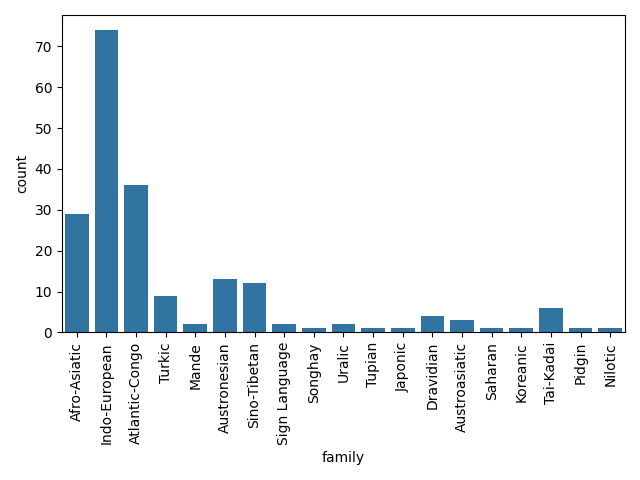 70
60
50
40
30
20
10
0
count
Afro-Asiatic
Indo-European
Atlantic-Congo
Turkic
Mande
Austronesian
Sino-Tibetan
Sign Language
Songhay
Uralic
Tupian
Japonic
Dravidian
Austroasiatic
Saharan
Koreanic
Tai-Kadai
Pidgin
Nilotic
family